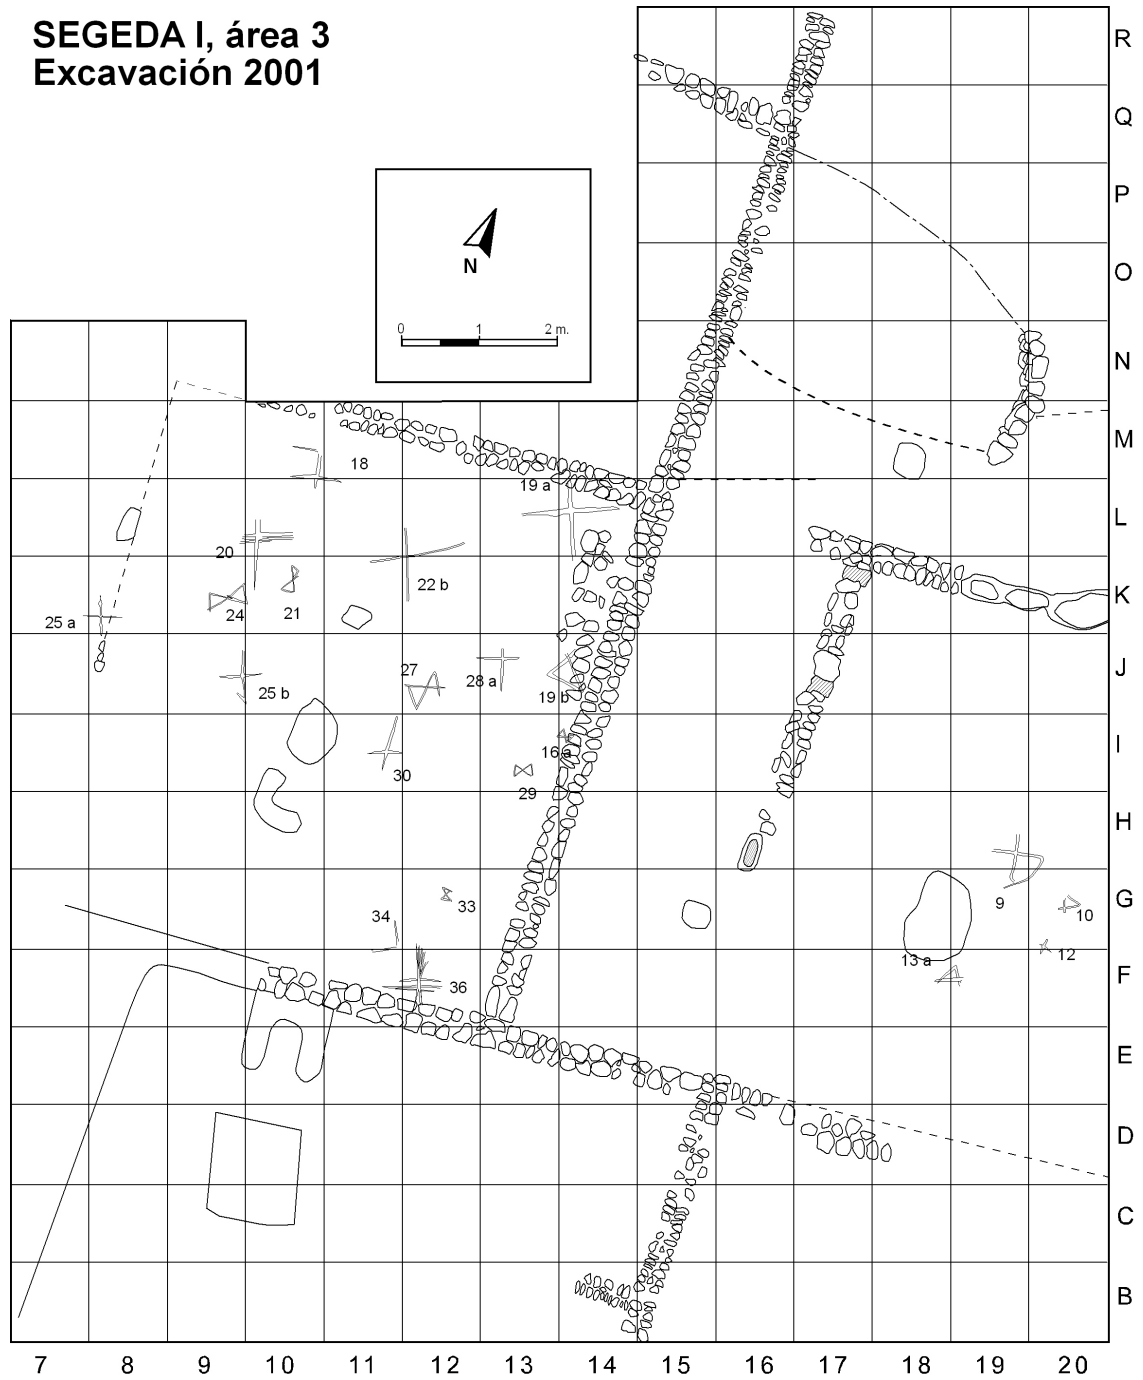 SEGEDA I, área 3
Excavación 2001
N
0 1 2 m.
R
Q
P
O
N
M
L
K
J
I
H
G
F
E
D
C
B
18
19 a
20
22 b
21
24
25 a
27
28 a
19 b
25 b
16 a
30
29
33
34
36
9
10
12
13 a
7 8 9 10 11 12 13 14 15 16 17 18 19 20